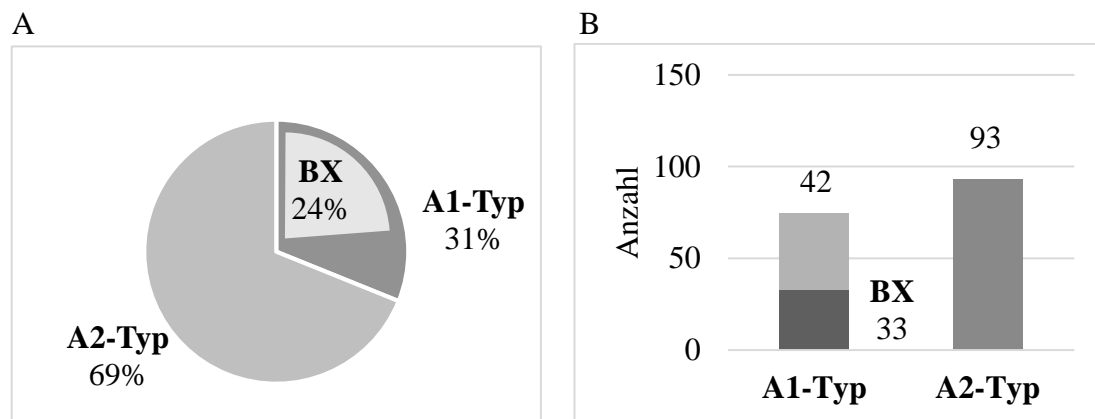 A
BX
24%
A1-Typ
31%
A2-Typ
69%
B
Anzahl
150
100
50
0
42
93
BX
33
A1-Typ
A2-Typ